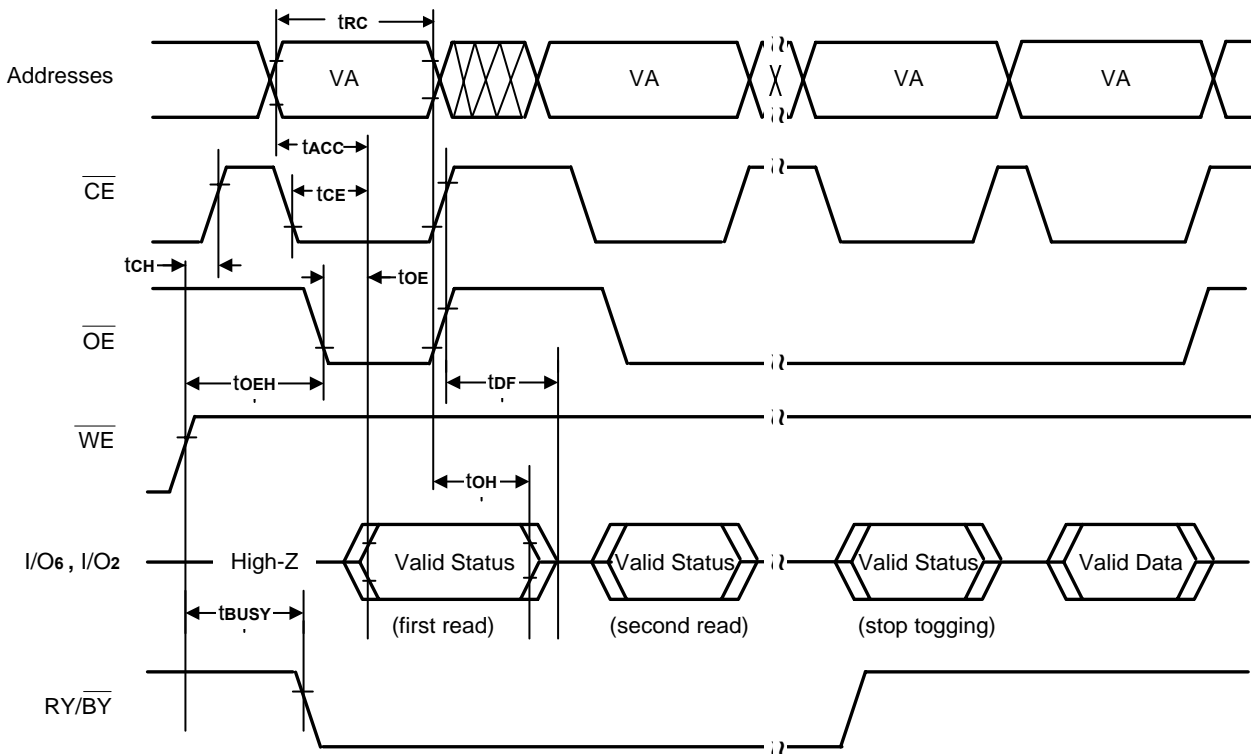 tRC
Addresses VA VA VA VA
tACC
CE tCE
tCH tOE
OE
tOEH tDF
WE
tOH
I/O6 , I/O2 High-Z Valid Status Valid Status Valid Status Valid Data
tBUSY (first read) (second read) (stop togging)
RY/BY